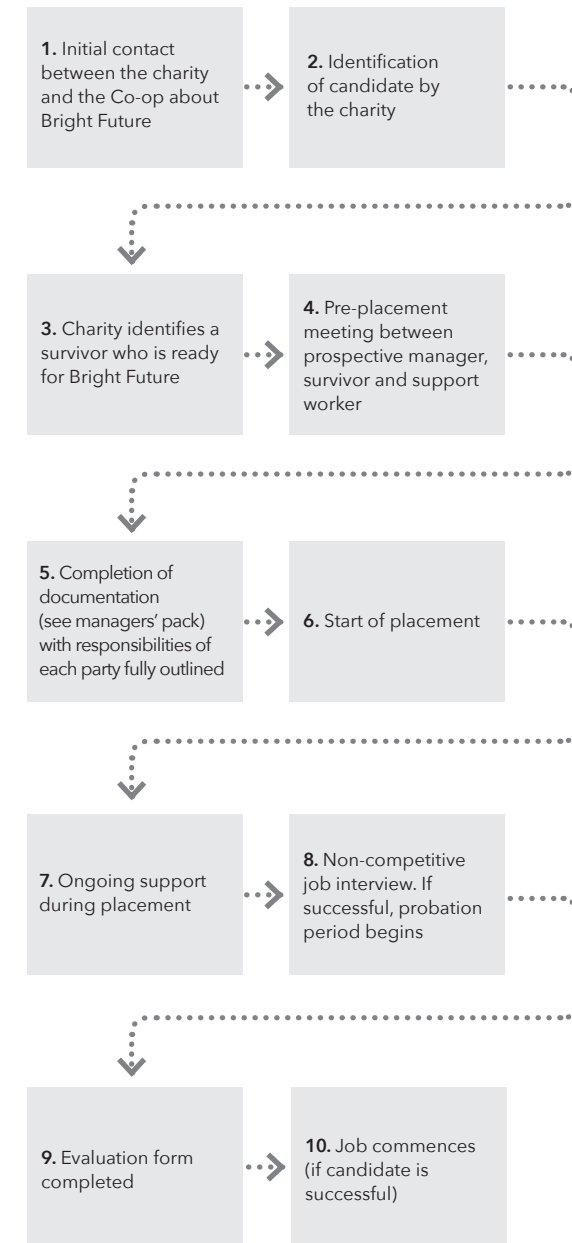 1. Initial contact
between the charity
and the Co-op about
Bright Future
2. Identification
of candidate by
the charity
3. Charity identifies a
survivor who is ready
for Bright Future
4. Pre-placement
meeting between
prospective manager,
survivor and support
worker
5. Completion of
documentation
(see managers’ pack)
with responsibilities of
each party fully outlined
6. Start of placement
7. Ongoing support
during placement
8. Non-competitive
job interview. If
successful, probation
period begins
9. Evaluation form
completed
10. Job commences
(if candidate is
successful)